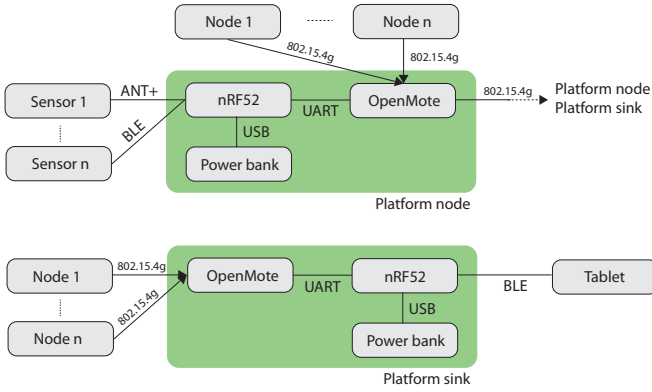 Node 1
Node n
802.15.4g
802.15.4g
Sensor 1
ANT+
nRF52
UART
OpenMote
802.15.4g
Platform node
Platform sink
BLE
USB
Sensor n
Power bank
Platform node
Node 1
802.15.4g
OpenMote
UART
nRF52
BLE
Tablet
802.15.4g
USB
Node n
Power bank
Platform sink